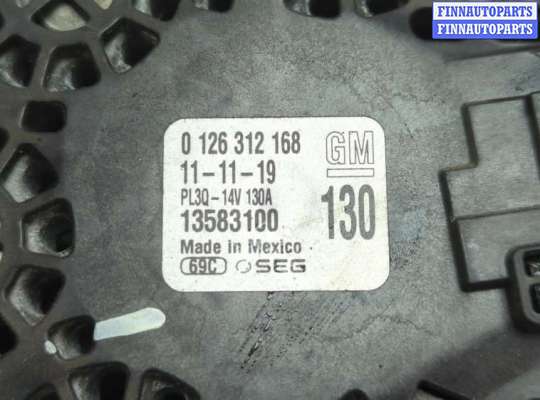 FINNAUTOPARTS
FINNAUTOPARTS
0 126 312 168
GM
11-11-19
PL3Q-14V 130A
13583100
130
Made in Mexico
69C SEG